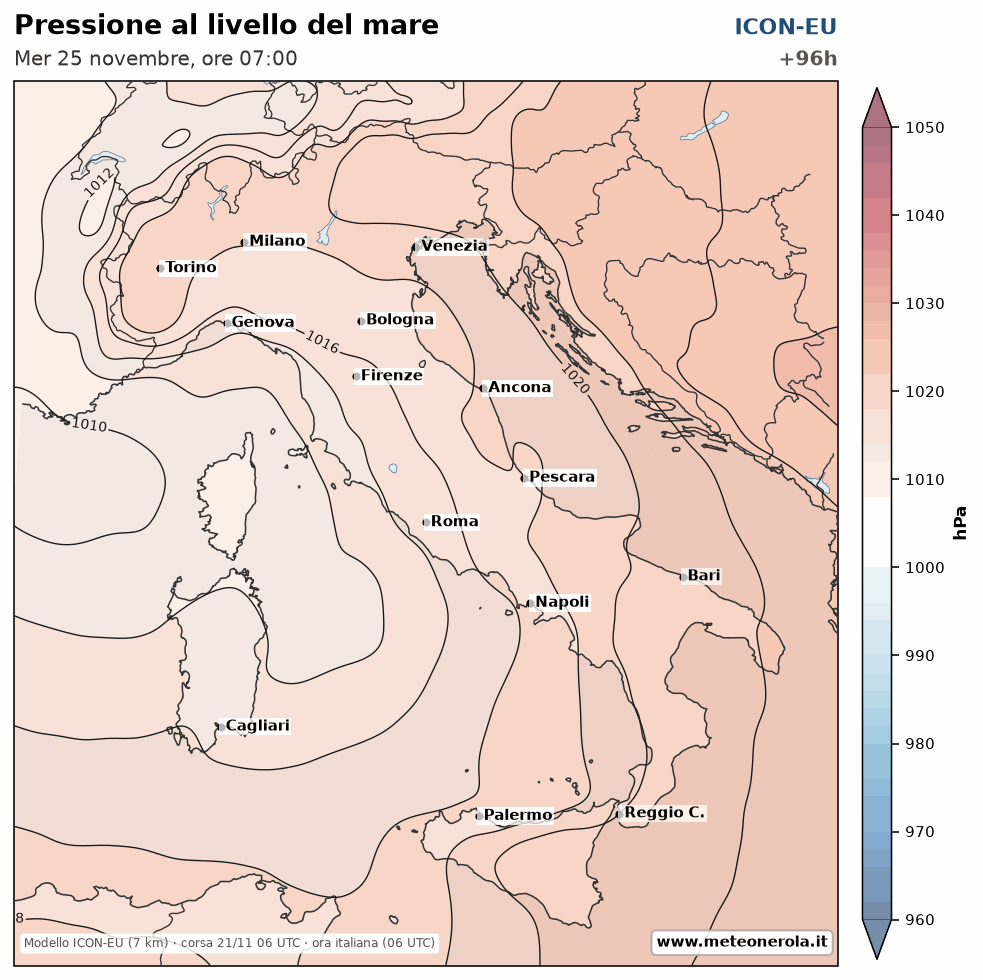 Pressione al livello del mare
ICON-EU
Mer 25 novembre, ore 07:00
+96h
1012
Milano
Venezia
Torino
Genova
Bologna
1016
Firenze
1020
Ancona
1010
Pescara
Roma
Bari
Napoli
Cagliari
Palermo
Reggio C.
8
Modello ICON-EU (7 km) · corsa 21/11 06 UTC · ora italiana (06 UTC)
www.meteonerola.it
1050
1040
1030
1020
1010
1000
990
980
970
960
hPa